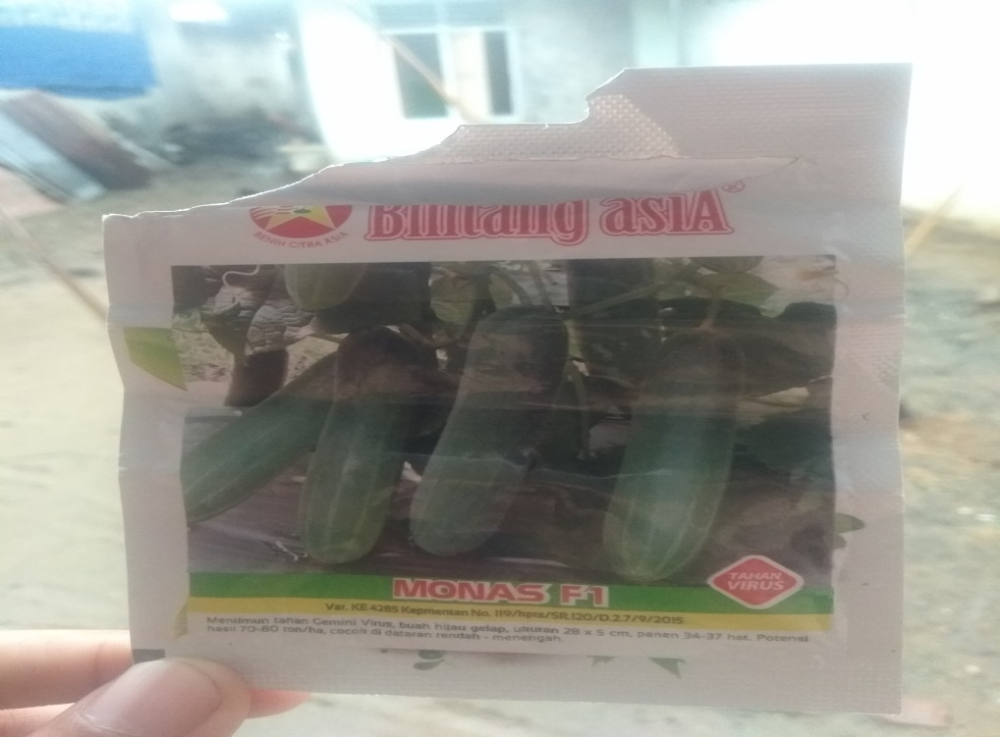 Bintang asiA®
BENIH CITRA ASIA
TAHAN
VIRUS
MONAS F1
Var. KE 4285 Kepmentan No. 119/hpts/SR.120/D.2.7/9/2015
Mentimun tahan Gemini Virus, buah hijau gelap, ukuran 28 x 5 cm, panen 34-37 hst. Potensi
hasil 70-80 ton/ha, cocok di dataran rendah - menengah.